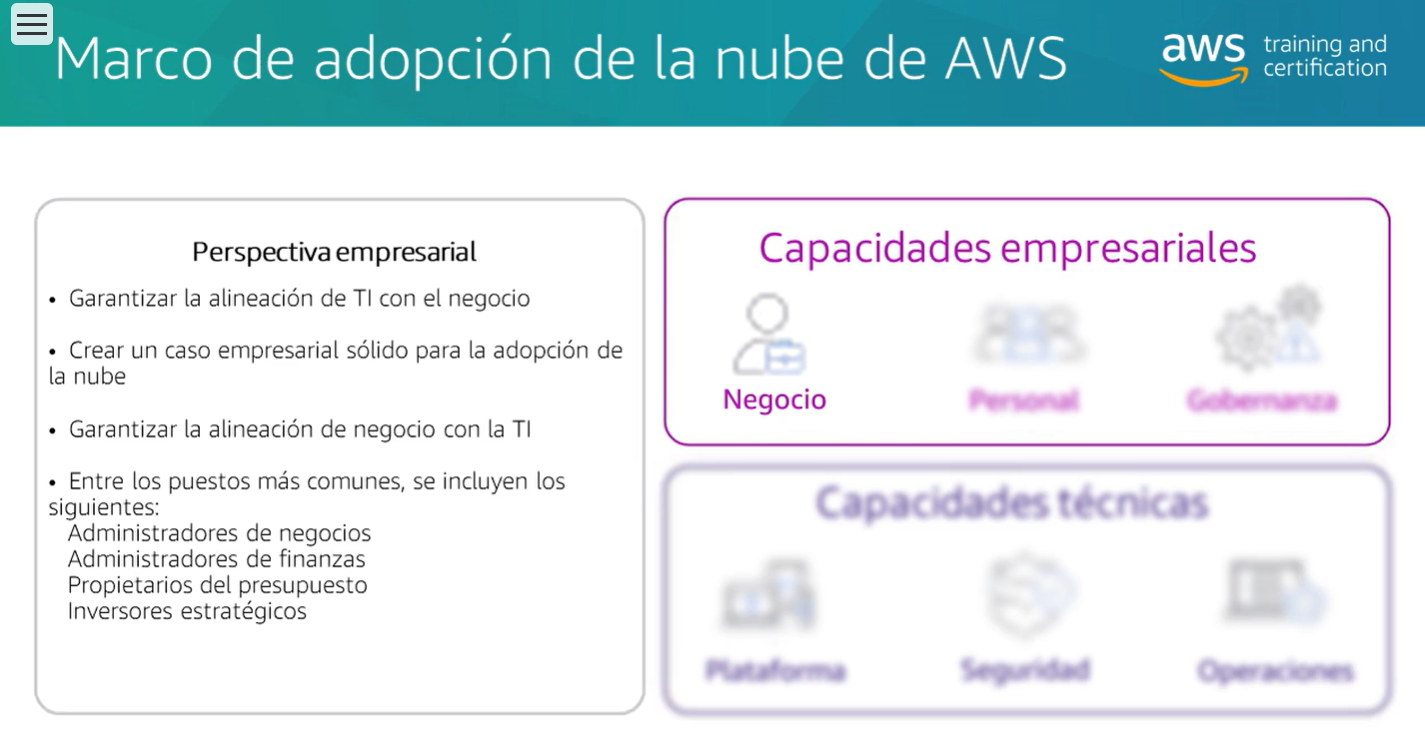 Marco de adopción de la nube de AWS
aws training and
certification
Perspectiva empresarial
• Garantizar la alineación de TI con el negocio
• Crear un caso empresarial sólido para la adopción de
la nube
• Garantizar la alineación de negocio con la TI
• Entre los puestos más comunes, se incluyen los
siguientes:
Administradores de negocios
Administradores de finanzas
Propietarios del presupuesto
Inversores estratégicos
Capacidades empresariales
Negocio
Personal
Gobernanza
Capacidades técnicas
Plataforma
Seguridad
Operaciones